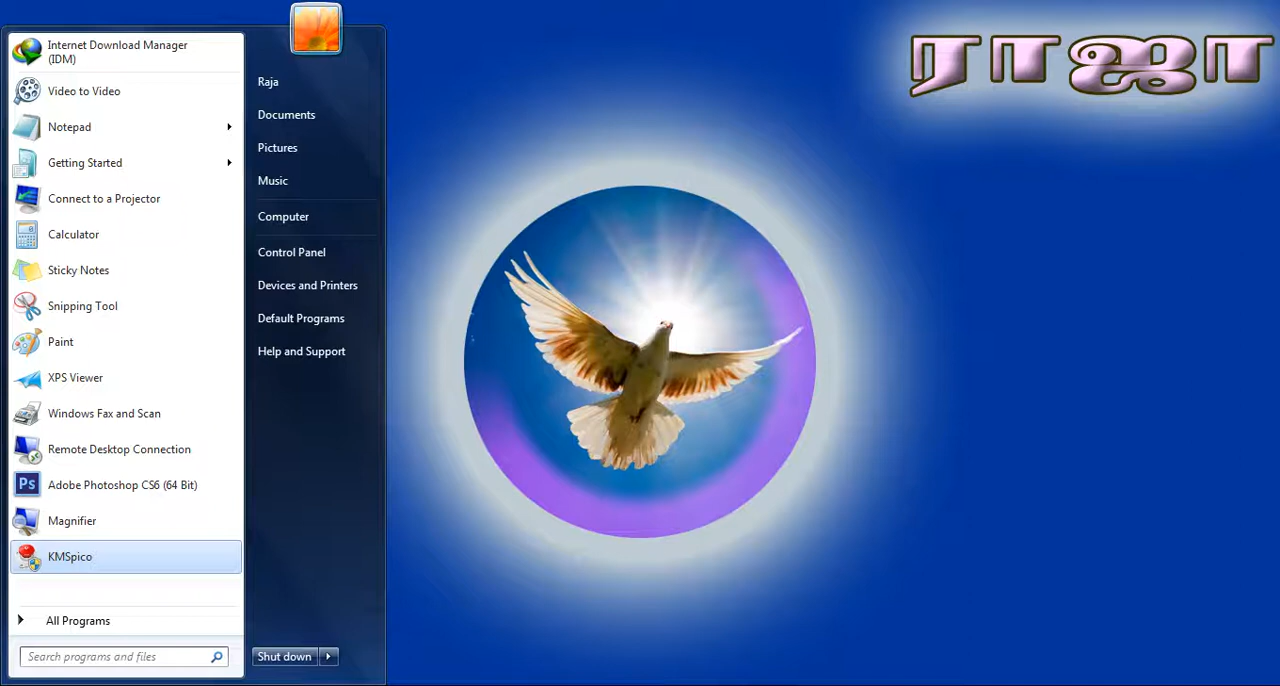 ராஜா
Internet Download Manager
(IDM)
Video to Video
Notepad
Getting Started
Connect to a Projector
Calculator
Sticky Notes
Snipping Tool
Paint
XPS Viewer
Windows Fax and Scan
Remote Desktop Connection
Ps Adobe Photoshop CS6 (64 Bit)
Magnifier
KMSpico
All Programs
Search programs and files
Raja
Documents
Pictures
Music
Computer
Control Panel
Devices and Printers
Default Programs
Help and Support
Shut down